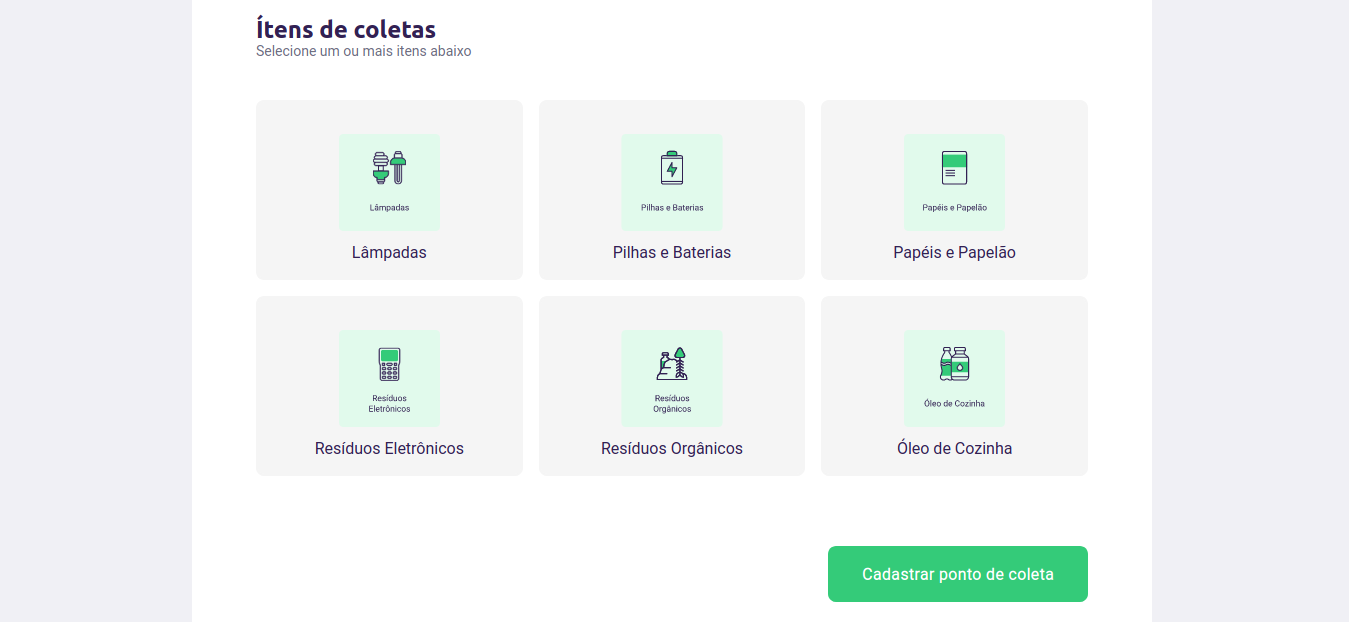 Ítens de coletas
Selecione um ou mais itens abaixo
Lâmpadas
Lâmpadas
Pilhas e Baterias
Pilhas e Baterias
Papéis e Papelão
Papéis e Papelão
Resíduos
Eletrônicos
Resíduos Eletrônicos
Resíduos
Orgânicos
Resíduos Orgânicos
Óleo de Cozinha
Óleo de Cozinha
Cadastrar ponto de coleta